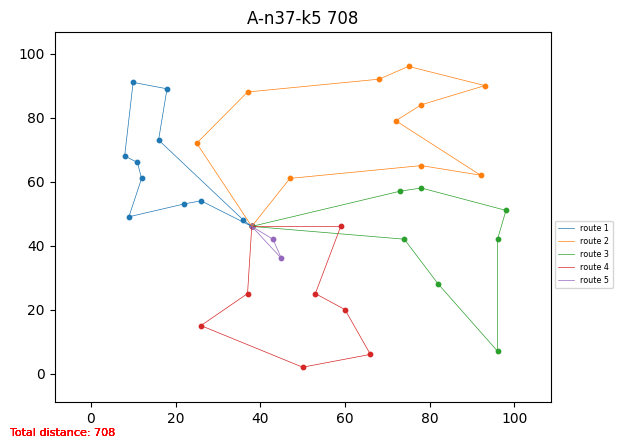 A-n37-k5 708
100
80
60
40
20
0
0 20 40 60 80 100
route 1
route 2
route 3
route 4
route 5
Total distance: 708